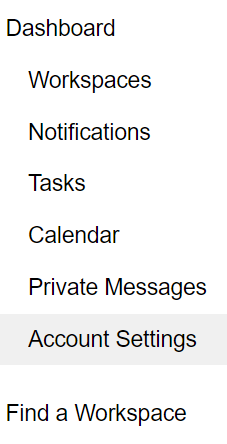 Dashboard
Workspaces
Notifications
Tasks
Calendar
Private Messages
Account Settings
Find a Workspace